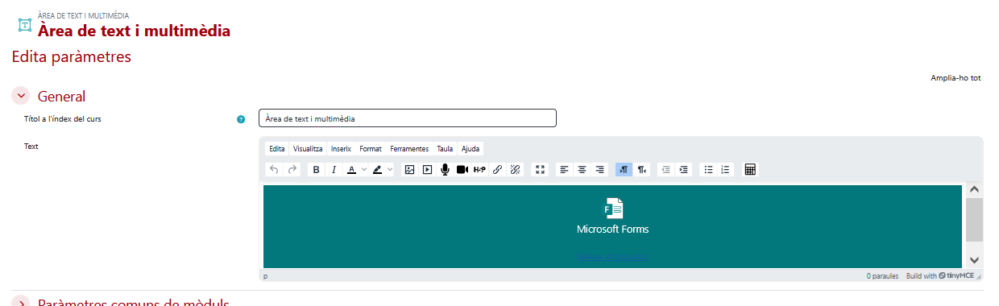 ÀREA DE TEXT I MULTIMÈDIA
Àrea de text i multimèdia
Edita paràmetres
Amplia-ho tot
General
Títol a l'índex del curs
Àrea de text i multimèdia
Text
Edita Visualitza Inserix Format Ferramentes Taula Ajuda
B I A H-P
F
Microsoft Forms
p
0 paraules Build with tinyMCE
Paràmetres comuns de mòduls